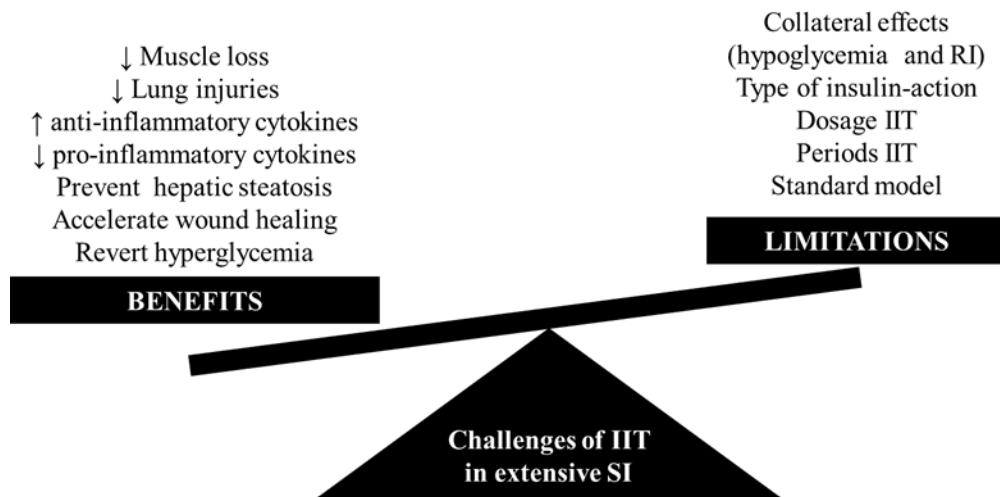 ↓ Muscle loss
↓ Lung injuries
↑ anti-inflammatory cytokines
↓ pro-inflammatory cytokines
Prevent hepatic steatosis
Accelerate wound healing
Revert hyperglycemia
BENEFITS
Collateral effects
(hypoglycemia and RI)
Type of insulin-action
Dosage IIT
Periods IIT
Standard model
LIMITATIONS
Challenges of IIT
in extensive SI